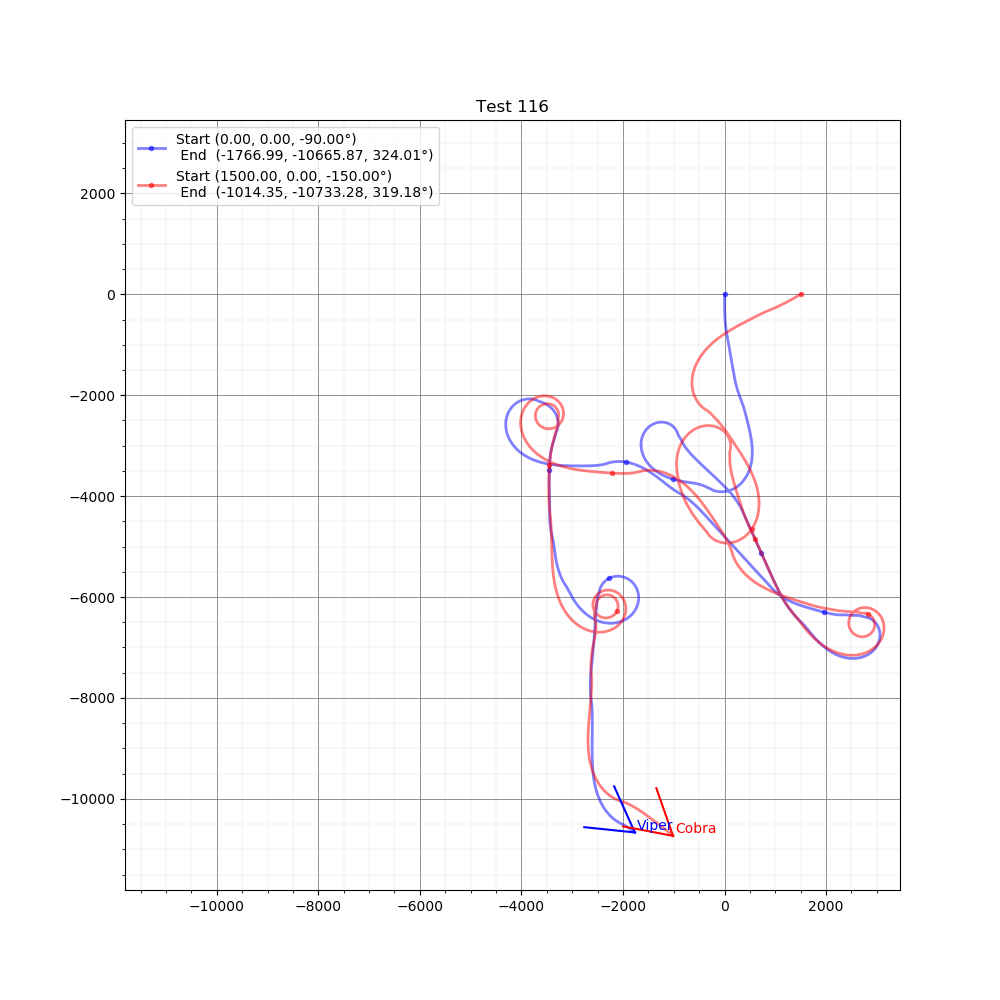 Test 116
Start (0.00, 0.00, -90.00°)
End (-1766.99, -10665.87, 324.01°)
Start (1500.00, 0.00, -150.00°)
End (-1014.35, -10733.28, 319.18°)
2000
0
−2000
−4000
−6000
−8000
−10000
Viper
Cobra
−10000 −8000 −6000 −4000 −2000 0 2000